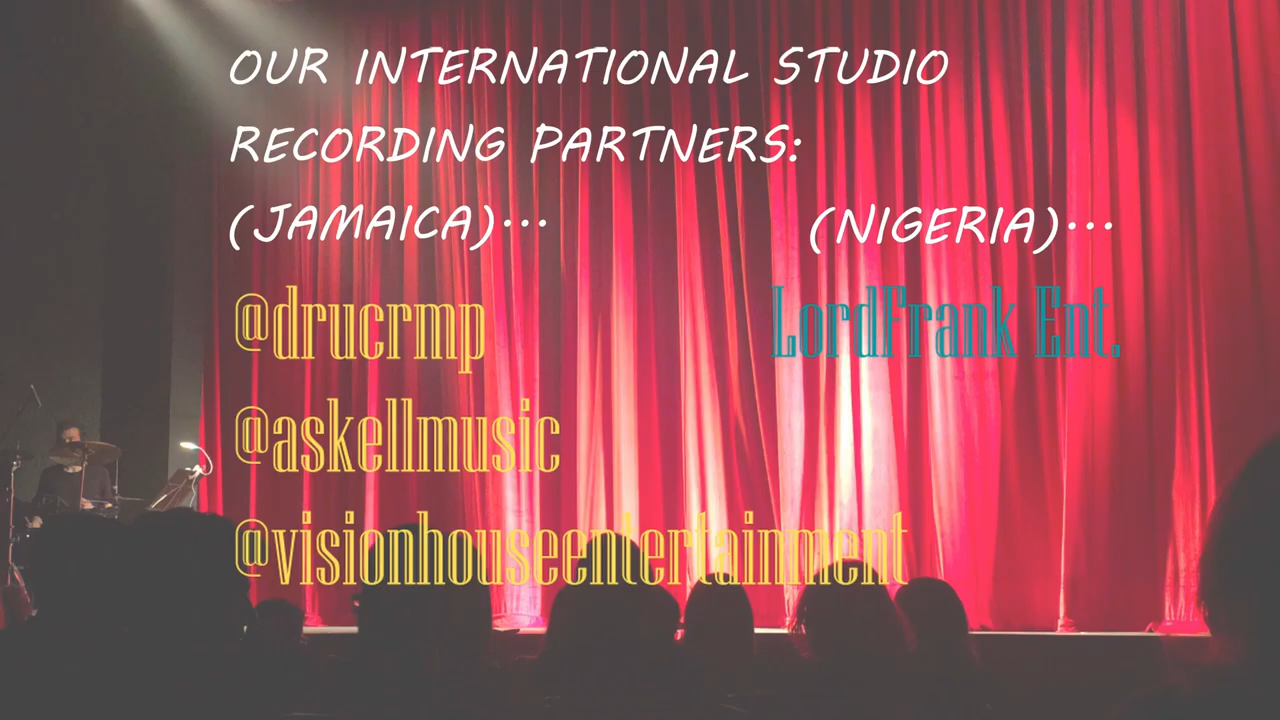 OUR INTERNATIONAL STUDIO
RECORDING PARTNERS:
(JAMAICA)... (NIGERIA)...
@drucrmp LordFrank Ent.
@askellmusic
@visionhouseentertainment